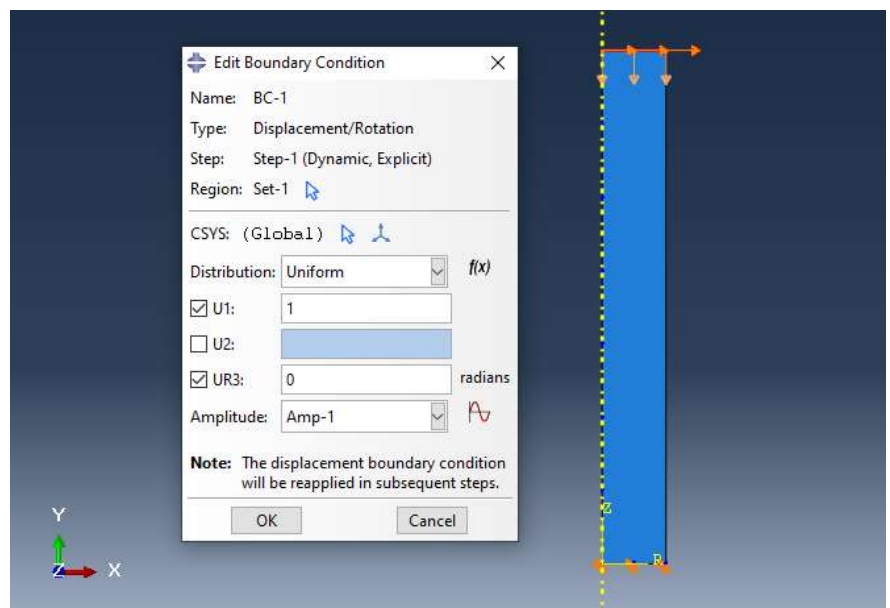 Edit Boundary Condition
Name: BC-1
Type: Displacement/Rotation
Step: Step-1 (Dynamic, Explicit)
Region: Set-1
CSYS: (Global)
Distribution: Uniform f(x)
U1: 1
U2:
UR3: 0 radians
Amplitude: Amp-1
Note: The displacement boundary condition
will be reapplied in subsequent steps.
OK Cancel
Y
Z X
Z
R